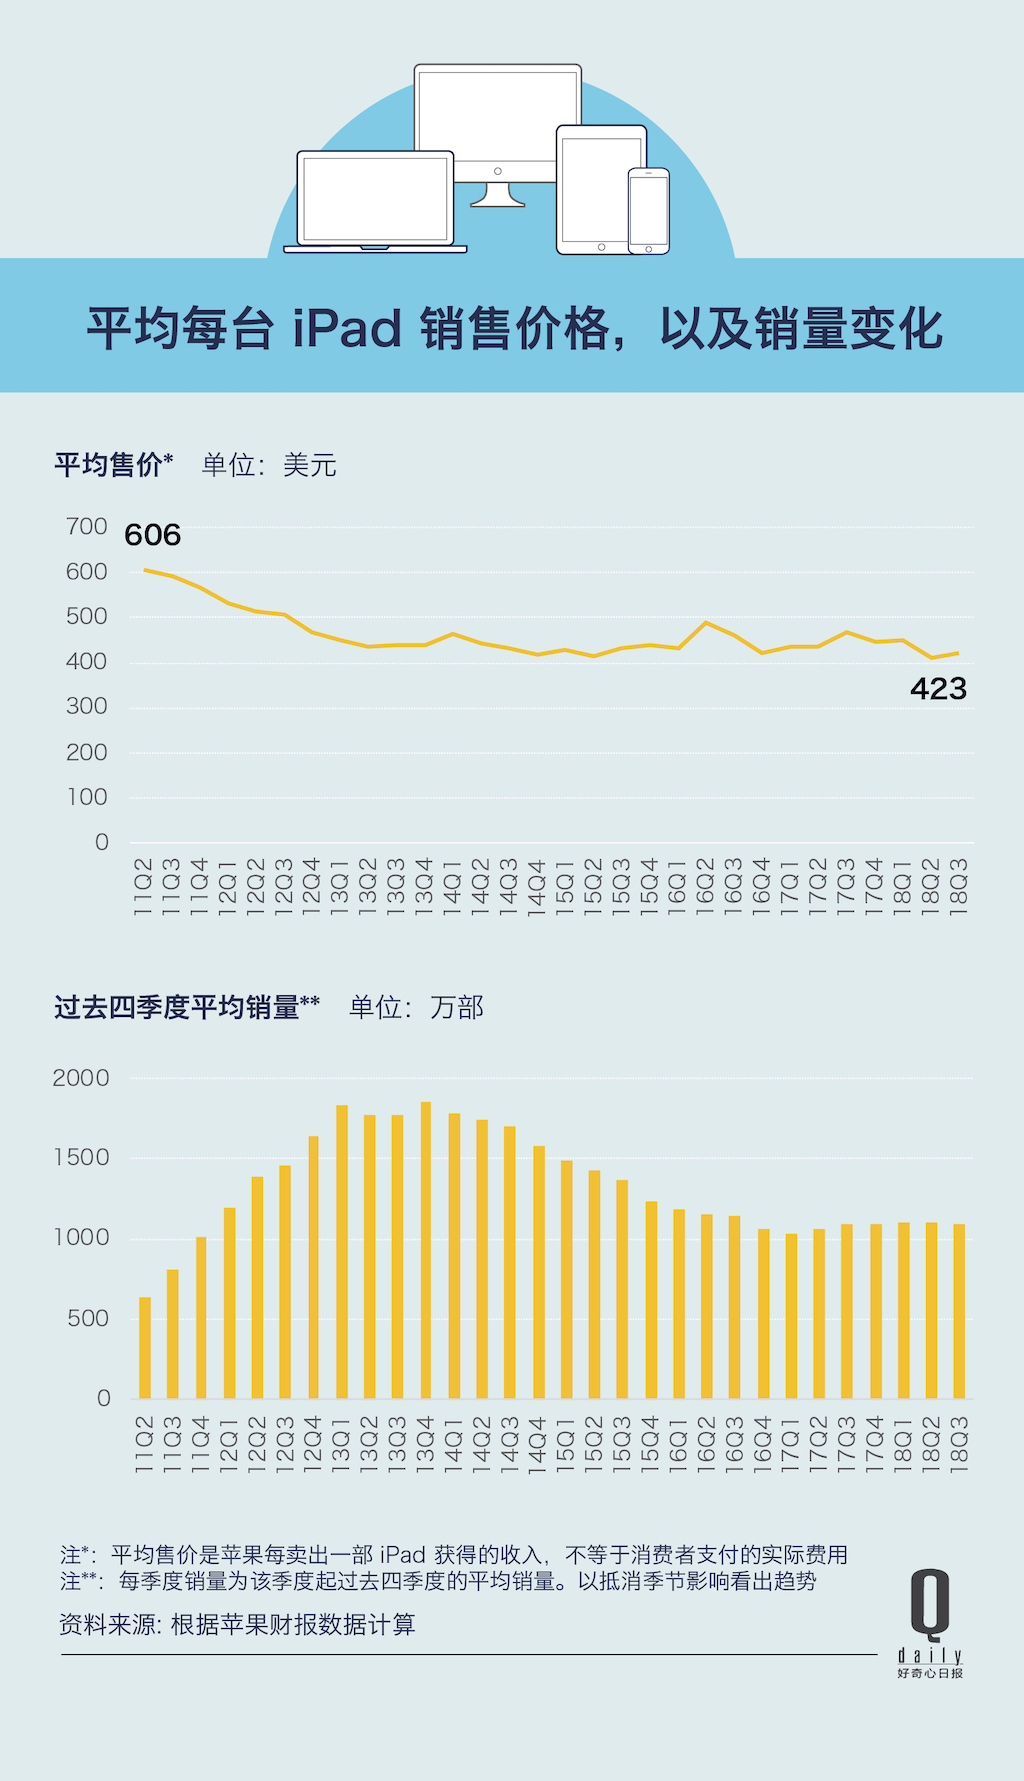 平均每台 iPad 销售价格，以及销量变化
平均售价* 单位：美元
700
606
600
500
400
423
300
200
100
0
11Q2 11Q3 11Q4 12Q1 12Q2 12Q3 12Q4 13Q1 13Q2 13Q3 13Q4 14Q1 14Q2 14Q3 14Q4 15Q1 15Q2 15Q3 15Q4 16Q1 16Q2 16Q3 16Q4 17Q1 17Q2 17Q3 17Q4 18Q1 18Q2 18Q3
过去四季度平均销量** 单位：万部
2000
1500
1000
500
0
11Q2 11Q3 11Q4 12Q1 12Q2 12Q3 12Q4 13Q1 13Q2 13Q3 13Q4 14Q1 14Q2 14Q3 14Q4 15Q1 15Q2 15Q3 15Q4 16Q1 16Q2 16Q3 16Q4 17Q1 17Q2 17Q3 17Q4 18Q1 18Q2 18Q3
注*：平均售价是苹果每卖出一部 iPad 获得的收入，不等于消费者支付的实际费用
注**：每季度销量为该季度起过去四季度的平均销量。以抵消季节影响看出趋势
资料来源: 根据苹果财报数据计算
Q
daily
好奇心日报